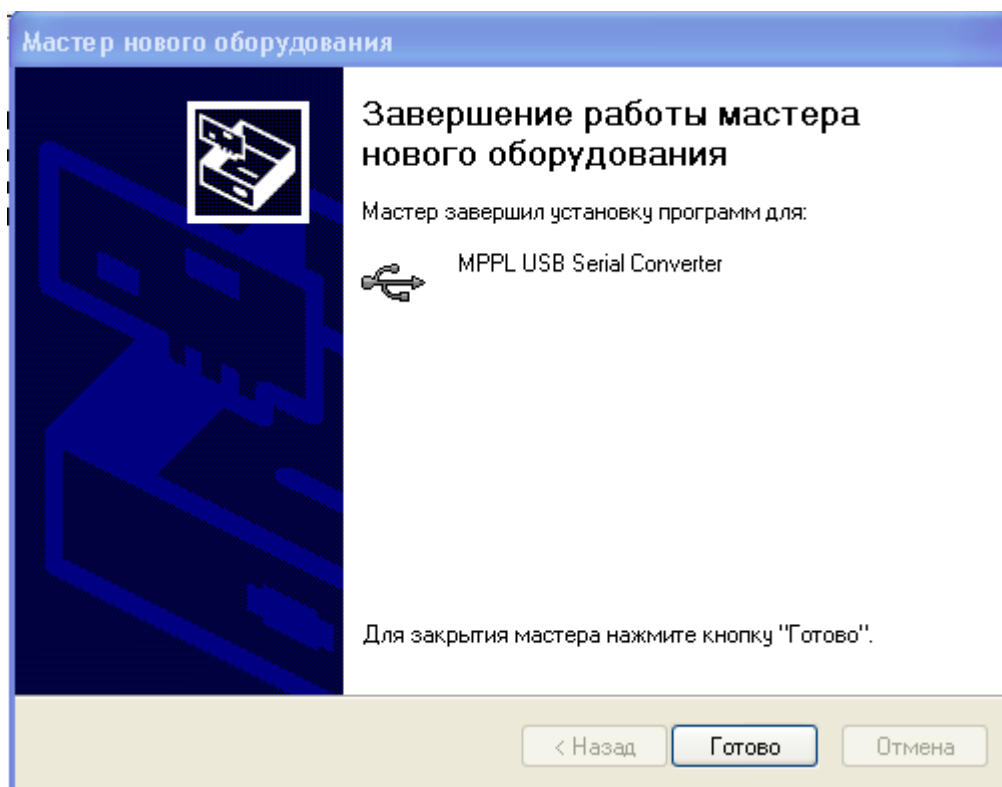 Мастер нового оборудования
Завершение работы мастера
нового оборудования
Мастер завершил установку программ для:
MPPL USB Serial Converter
Для закрытия мастера нажмите кнопку "Готово".
< Назад
Готово
Отмена